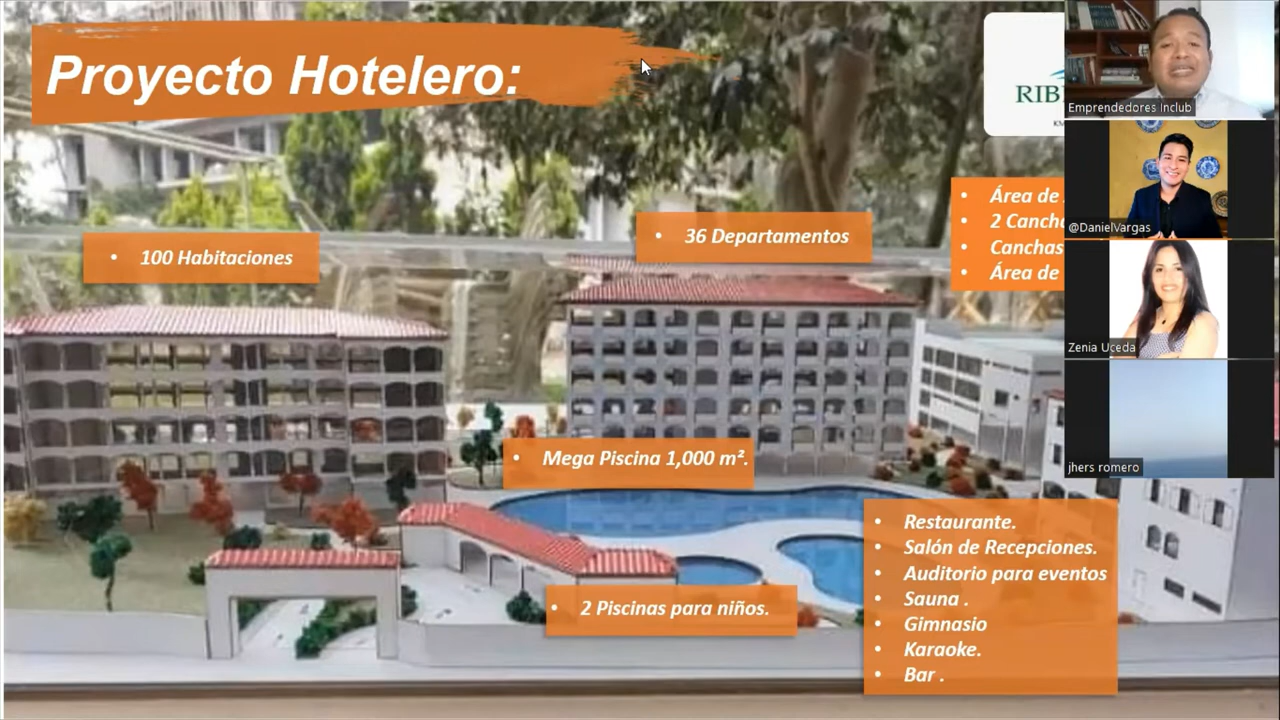 Proyecto Hotelero:
RIB
Emprendedores Inclub
@DanielVargas
Zenia Uceda
jhers romero
• Área de
• 2 Canch
• Canchas
• Área de
• 36 Departamentos
• 100 Habitaciones
• Mega Piscina 1,000 m².
• 2 Piscinas para niños.
• Restaurante.
• Salón de Recepciones.
• Auditorio para eventos
• Sauna .
• Gimnasio
• Karaoke.
• Bar .